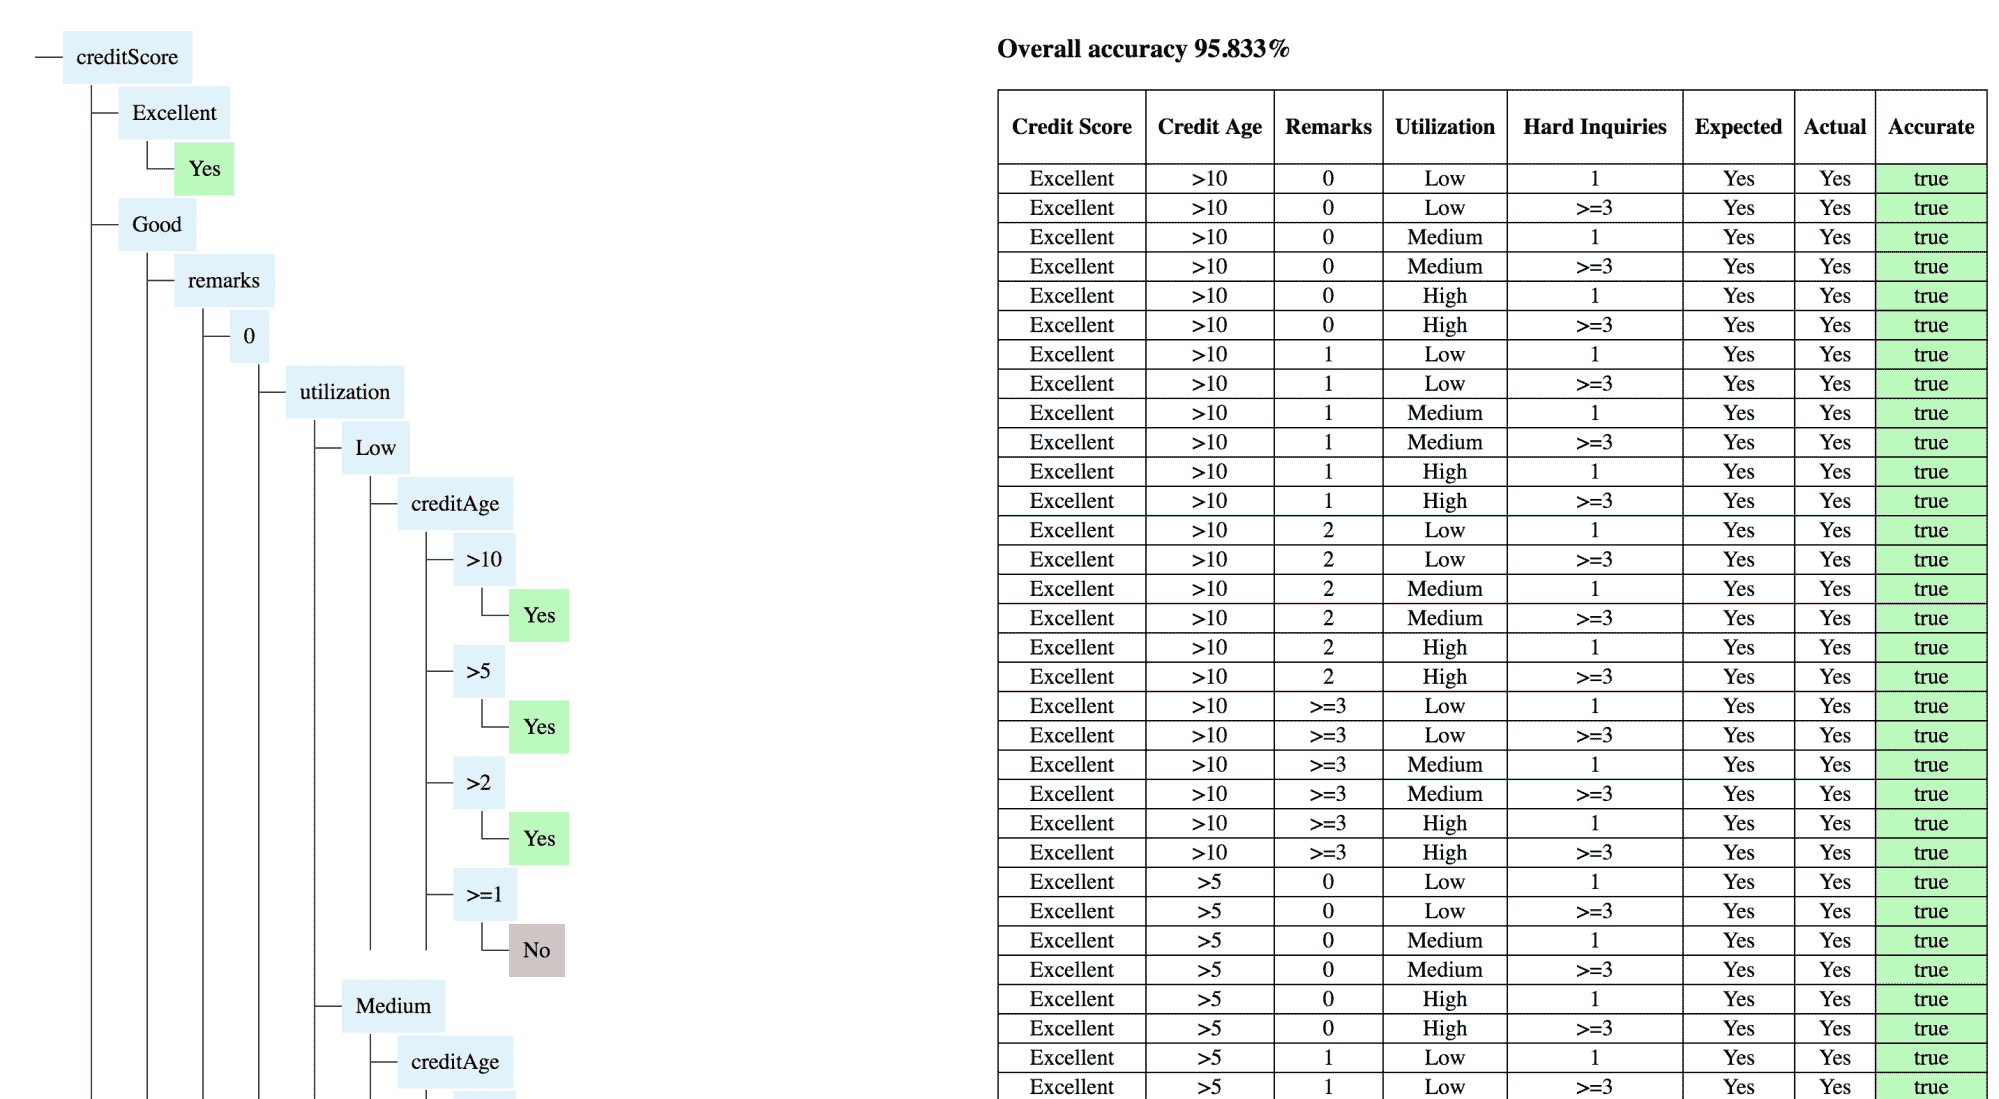 creditScore
Excellent
Yes
Good
remarks
0
utilization
Low
creditAge
>10
Yes
>5
Yes
>2
Yes
>=1
No
Medium
creditAge
Overall accuracy 95.833%
Credit Score Credit Age Remarks Utilization Hard Inquiries Expected Actual Accurate
Excellent >10 0 Low 1 Yes Yes true
Excellent >10 0 Low >=3 Yes Yes true
Excellent >10 0 Medium 1 Yes Yes true
Excellent >10 0 Medium >=3 Yes Yes true
Excellent >10 0 High 1 Yes Yes true
Excellent >10 0 High >=3 Yes Yes true
Excellent >10 1 Low 1 Yes Yes true
Excellent >10 1 Low >=3 Yes Yes true
Excellent >10 1 Medium 1 Yes Yes true
Excellent >10 1 Medium >=3 Yes Yes true
Excellent >10 1 High 1 Yes Yes true
Excellent >10 1 High >=3 Yes Yes true
Excellent >10 2 Low 1 Yes Yes true
Excellent >10 2 Low >=3 Yes Yes true
Excellent >10 2 Medium 1 Yes Yes true
Excellent >10 2 Medium >=3 Yes Yes true
Excellent >10 2 High 1 Yes Yes true
Excellent >10 2 High >=3 Yes Yes true
Excellent >10 >=3 Low 1 Yes Yes true
Excellent >10 >=3 Low >=3 Yes Yes true
Excellent >10 >=3 Medium 1 Yes Yes true
Excellent >10 >=3 Medium >=3 Yes Yes true
Excellent >10 >=3 High 1 Yes Yes true
Excellent >10 >=3 High >=3 Yes Yes true
Excellent >5 0 Low 1 Yes Yes true
Excellent >5 0 Low >=3 Yes Yes true
Excellent >5 0 Medium 1 Yes Yes true
Excellent >5 0 Medium >=3 Yes Yes true
Excellent >5 0 High 1 Yes Yes true
Excellent >5 0 High >=3 Yes Yes true
Excellent >5 1 Low 1 Yes Yes true
Excellent >5 1 Low >=3 Yes Yes true